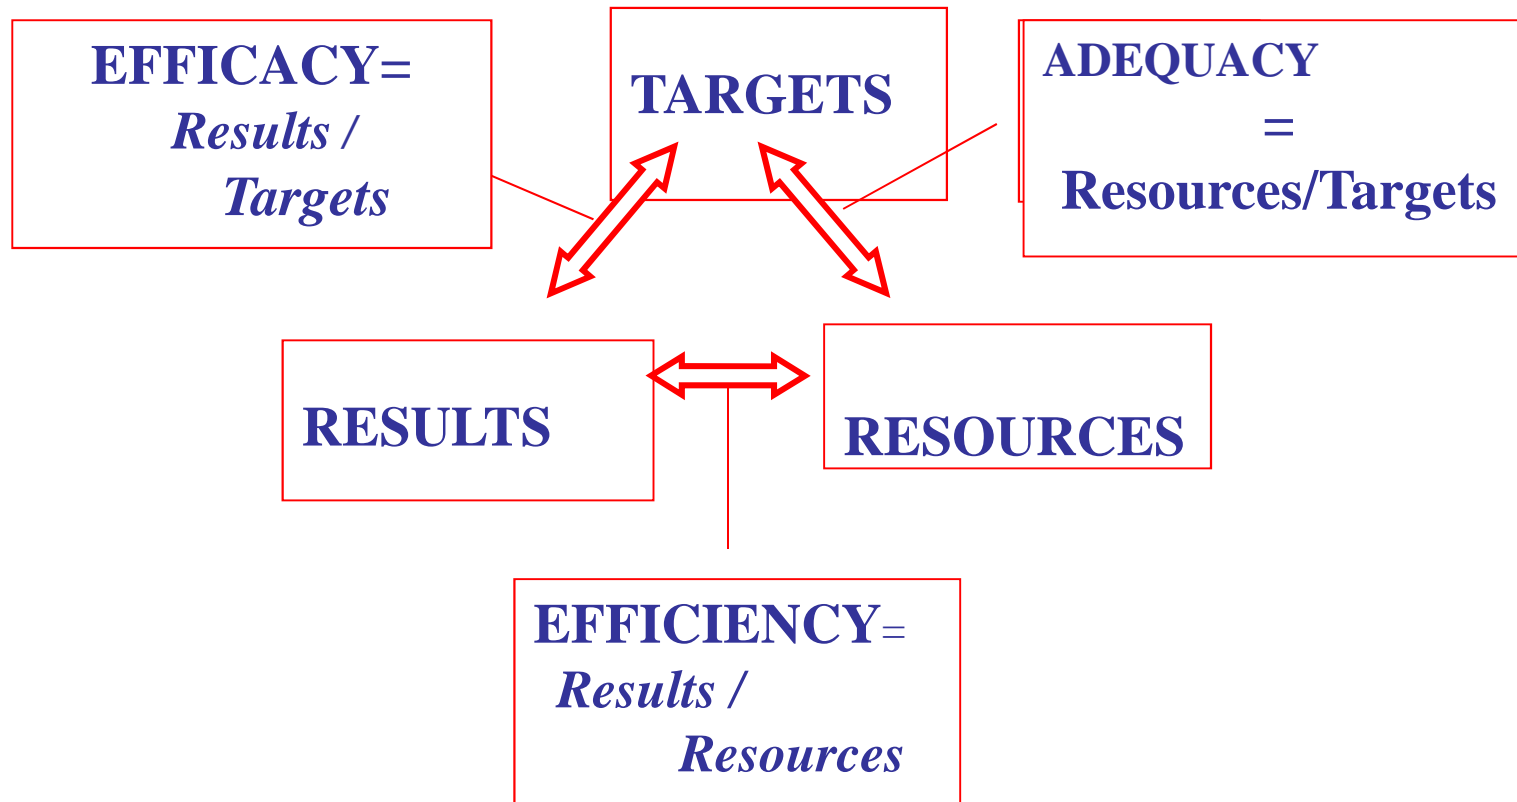 EFFICACY=
Results /
Targets
TARGETS
ADEQUACY
=
Resources/Targets
RESULTS
RESOURCES
EFFICIENCY=
Results /
Resources